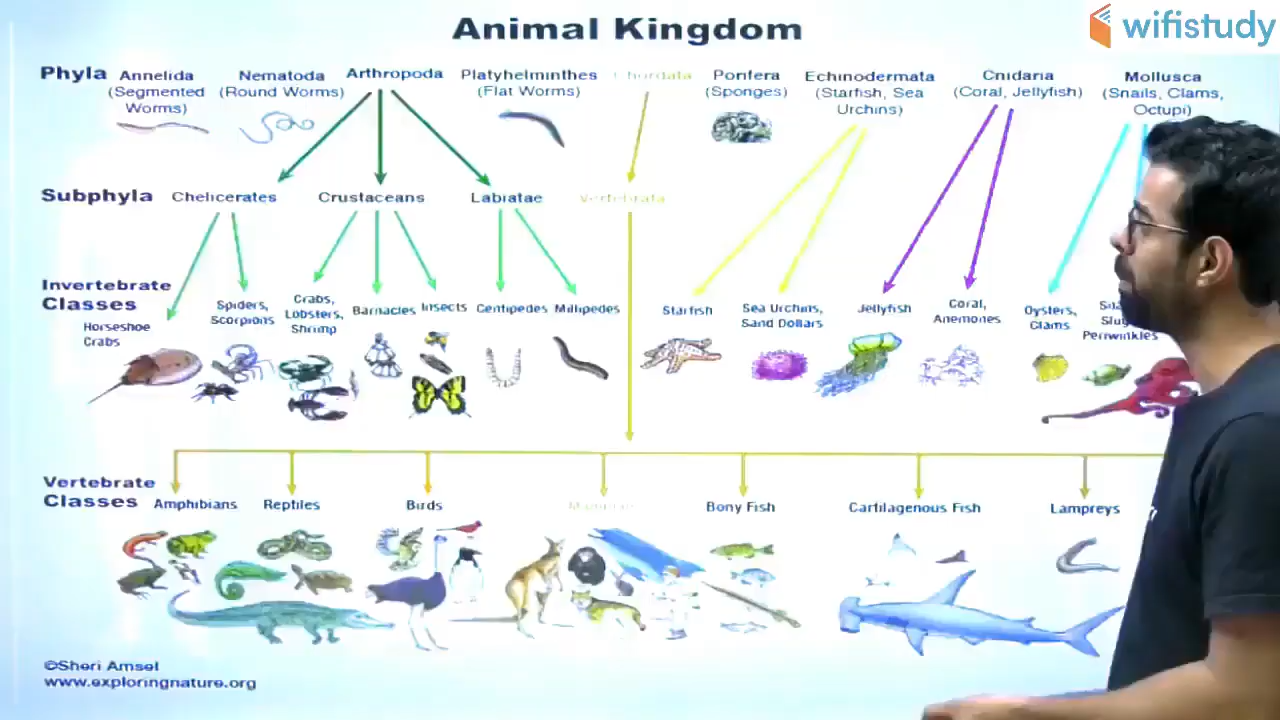 wifistudy
Animal Kingdom
Phyla
Annelida
(Segmented
Worms)
Nematoda
(Round Worms)
Arthropoda
Platyhelminthes
(Flat Worms)
Chordata
Porifera
(Sponges)
Echinodermata
(Starfish, Sea
Urchins)
Cnidaria
(Coral, Jellyfish)
Mollusca
(Snails, Clams,
Octupi)
Subphyla
Chelicerates
Crustaceans
Labiatae
Vertebrata
Invertebrate
Classes
Horseshoe
Crabs
Spiders,
Scorpions
Crabs,
Lobsters,
Shrimp
Barnacles
Insects
Centipedes
Millipedes
Starfish
Sea Urchins,
Sand Dollars
Jellyfish
Coral,
Anemones
Oysters,
Clams
Periwinkles
Vertebrate
Classes
Amphibians
Reptiles
Birds
Mammals
Bony Fish
Cartilagenous Fish
Lampreys
©Sheri Amsel
www.exploringnature.org